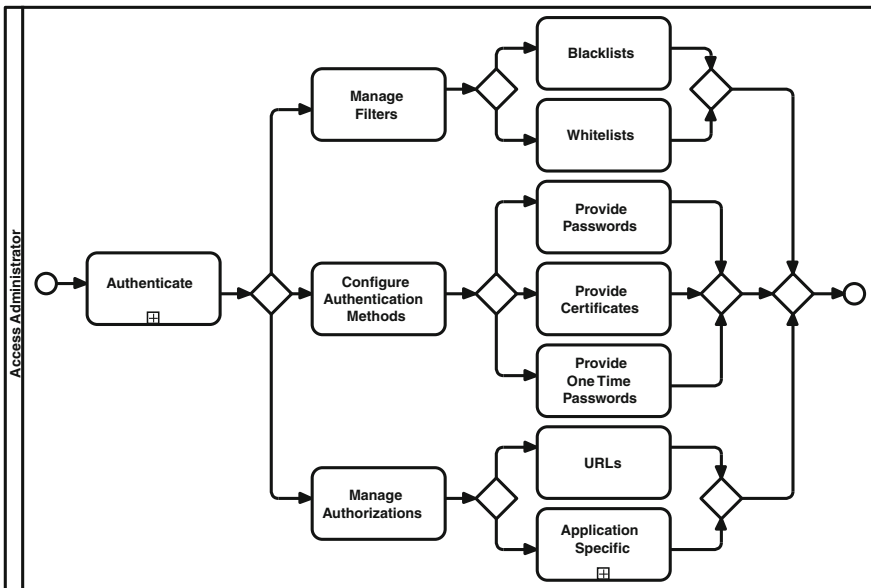 Access Administrator
Authenticate
Manage
Filters
Blacklists
Whitelists
Configure
Authentication
Methods
Provide
Passwords
Provide
Certificates
Provide
One Time
Passwords
Manage
Authorizations
URLs
Application
Specific